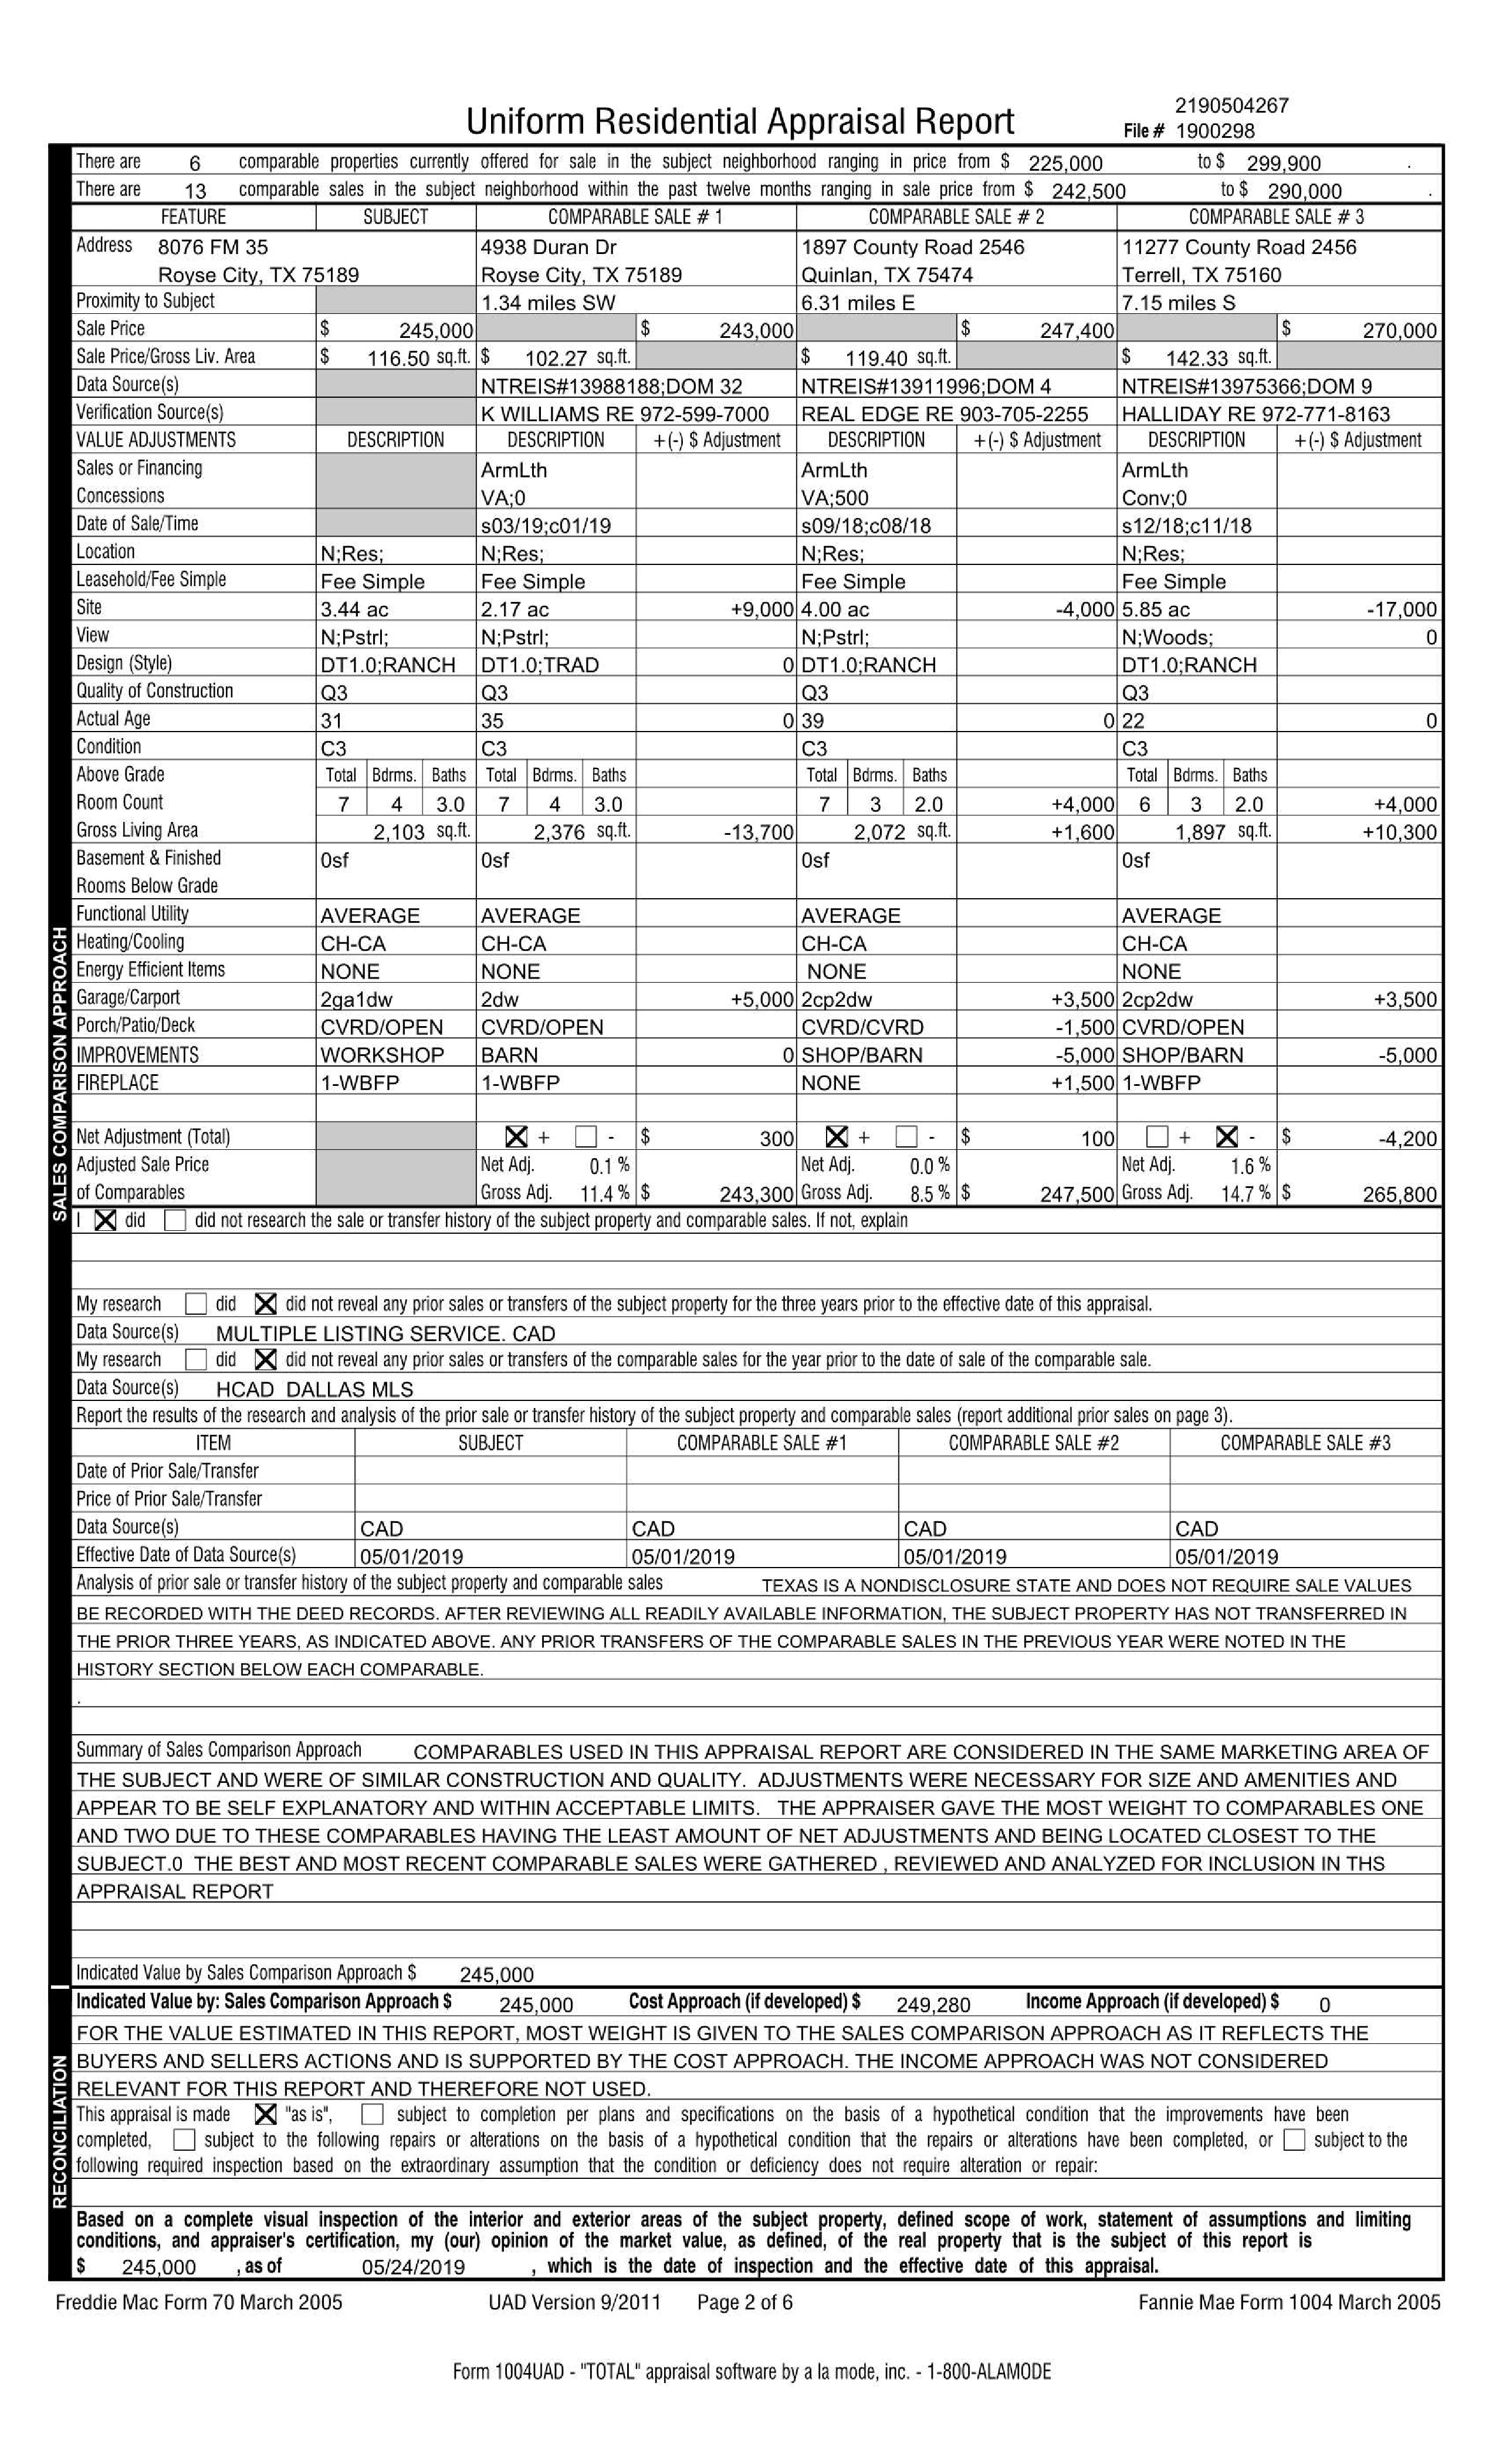 2190504267
Uniform Residential Appraisal Report File # 1900298
There are 6 comparable properties currently offered for sale in the subject neighborhood ranging in price from $ 225,000 to $ 299,900 .
There are 13 comparable sales in the subject neighborhood within the past twelve months ranging in sale price from $ 242,500 to $ 290,000 .
FEATURE SUBJECT COMPARABLE SALE # 1 COMPARABLE SALE # 2 COMPARABLE SALE # 3
Address 8076 FM 35 4938 Duran Dr 1897 County Road 2546 11277 County Road 2456
Royse City, TX 75189 Royse City, TX 75189 Quinlan, TX 75474 Terrell, TX 75160
Proximity to Subject 1.34 miles SW 6.31 miles E 7.15 miles S
Sale Price $ 245,000 $ 243,000 $ 247,400 $ 270,000
Sale Price/Gross Liv. Area $ 116.50 sq.ft. $ 102.27 sq.ft. $ 119.40 sq.ft. $ 142.33 sq.ft.
Data Source(s) NTREIS#13988188;DOM 32 NTREIS#13911996;DOM 4 NTREIS#13975366;DOM 9
Verification Source(s) K WILLIAMS RE 972-599-7000 REAL EDGE RE 903-705-2255 HALLIDAY RE 972-771-8163
VALUE ADJUSTMENTS DESCRIPTION DESCRIPTION +(-) $ Adjustment DESCRIPTION +(-) $ Adjustment DESCRIPTION +(-) $ Adjustment
Sales or Financing ArmLth ArmLth ArmLth
Concessions VA;0 VA;500 Conv;0
Date of Sale/Time s03/19;c01/19 s09/18;c08/18 s12/18;c11/18
Location N;Res; N;Res; N;Res; N;Res;
Leasehold/Fee Simple Fee Simple Fee Simple Fee Simple Fee Simple
Site 3.44 ac 2.17 ac +9,000 4.00 ac -4,000 5.85 ac -17,000
View N;Pstrl; N;Pstrl; N;Pstrl; N;Woods; 0
Design (Style) DT1.0;RANCH DT1.0;TRAD 0 DT1.0;RANCH DT1.0;RANCH
Quality of Construction Q3 Q3 Q3 Q3
Actual Age 31 35 0 39 0 22 0
Condition C3 C3 C3 C3
Above Grade Total Bdrms. Baths Total Bdrms. Baths Total Bdrms. Baths Total Bdrms. Baths
Room Count 7 4 3.0 7 4 3.0 7 3 2.0 +4,000 6 3 2.0 +4,000
Gross Living Area 2,103 sq.ft. 2,376 sq.ft. -13,700 2,072 sq.ft. +1,600 1,897 sq.ft. +10,300
Basement & Finished 0sf 0sf 0sf 0sf
Rooms Below Grade
Functional Utility AVERAGE AVERAGE AVERAGE AVERAGE
Heating/Cooling CH-CA CH-CA CH-CA CH-CA
Energy Efficient Items NONE NONE NONE NONE
Garage/Carport 2ga1dw 2dw +5,000 2cp2dw +3,500 2cp2dw +3,500
Porch/Patio/Deck CVRD/OPEN CVRD/OPEN CVRD/CVRD -1,500 CVRD/OPEN
IMPROVEMENTS WORKSHOP BARN 0 SHOP/BARN -5,000 SHOP/BARN -5,000
FIREPLACE 1-WBFP 1-WBFP NONE +1,500 1-WBFP
Net Adjustment (Total) + - $ 300 + - $ 100 + - $ -4,200
Adjusted Sale Price Net Adj. 0.1 % Net Adj. 0.0 % Net Adj. 1.6 %
of Comparables Gross Adj. 11.4 % $ 243,300 Gross Adj. 8.5 % $ 247,500 Gross Adj. 14.7 % $ 265,800
I did did not research the sale or transfer history of the subject property and comparable sales. If not, explain
My research did did not reveal any prior sales or transfers of the subject property for the three years prior to the effective date of this appraisal.
Data Source(s) MULTIPLE LISTING SERVICE. CAD
My research did did not reveal any prior sales or transfers of the comparable sales for the year prior to the date of sale of the comparable sale.
Data Source(s) HCAD DALLAS MLS
Report the results of the research and analysis of the prior sale or transfer history of the subject property and comparable sales (report additional prior sales on page 3).
ITEM SUBJECT COMPARABLE SALE #1 COMPARABLE SALE #2 COMPARABLE SALE #3
Date of Prior Sale/Transfer
Price of Prior Sale/Transfer
Data Source(s) CAD CAD CAD CAD
Effective Date of Data Source(s) 05/01/2019 05/01/2019 05/01/2019 05/01/2019
Analysis of prior sale or transfer history of the subject property and comparable sales TEXAS IS A NONDISCLOSURE STATE AND DOES NOT REQUIRE SALE VALUES
BE RECORDED WITH THE DEED RECORDS. AFTER REVIEWING ALL READILY AVAILABLE INFORMATION, THE SUBJECT PROPERTY HAS NOT TRANSFERRED IN
THE PRIOR THREE YEARS, AS INDICATED ABOVE. ANY PRIOR TRANSFERS OF THE COMPARABLE SALES IN THE PREVIOUS YEAR WERE NOTED IN THE
HISTORY SECTION BELOW EACH COMPARABLE.
.
Summary of Sales Comparison Approach COMPARABLES USED IN THIS APPRAISAL REPORT ARE CONSIDERED IN THE SAME MARKETING AREA OF
THE SUBJECT AND WERE OF SIMILAR CONSTRUCTION AND QUALITY. ADJUSTMENTS WERE NECESSARY FOR SIZE AND AMENITIES AND
APPEAR TO BE SELF EXPLANATORY AND WITHIN ACCEPTABLE LIMITS. THE APPRAISER GAVE THE MOST WEIGHT TO COMPARABLES ONE
AND TWO DUE TO THESE COMPARABLES HAVING THE LEAST AMOUNT OF NET ADJUSTMENTS AND BEING LOCATED CLOSEST TO THE
SUBJECT.0 THE BEST AND MOST RECENT COMPARABLE SALES WERE GATHERED , REVIEWED AND ANALYZED FOR INCLUSION IN THS
APPRAISAL REPORT
Indicated Value by Sales Comparison Approach $ 245,000
SALES COMPARISON APPROACH
Indicated Value by: Sales Comparison Approach $ 245,000 Cost Approach (if developed) $ 249,280 Income Approach (if developed) $ 0
FOR THE VALUE ESTIMATED IN THIS REPORT, MOST WEIGHT IS GIVEN TO THE SALES COMPARISON APPROACH AS IT REFLECTS THE
BUYERS AND SELLERS ACTIONS AND IS SUPPORTED BY THE COST APPROACH. THE INCOME APPROACH WAS NOT CONSIDERED
RELEVANT FOR THIS REPORT AND THEREFORE NOT USED.
This appraisal is made "as is", subject to completion per plans and specifications on the basis of a hypothetical condition that the improvements have been
completed, subject to the following repairs or alterations on the basis of a hypothetical condition that the repairs or alterations have been completed, or subject to the
following required inspection based on the extraordinary assumption that the condition or deficiency does not require alteration or repair:
RECONCILIATION
Based on a complete visual inspection of the interior and exterior areas of the subject property, defined scope of work, statement of assumptions and limiting
conditions, and appraiser's certification, my (our) opinion of the market value, as defined, of the real property that is the subject of this report is
$ 245,000 , as of 05/24/2019 , which is the date of inspection and the effective date of this appraisal.
Freddie Mac Form 70 March 2005 UAD Version 9/2011 Page 2 of 6 Fannie Mae Form 1004 March 2005
Form 1004UAD - "TOTAL" appraisal software by a la mode, inc. - 1-800-ALAMODE